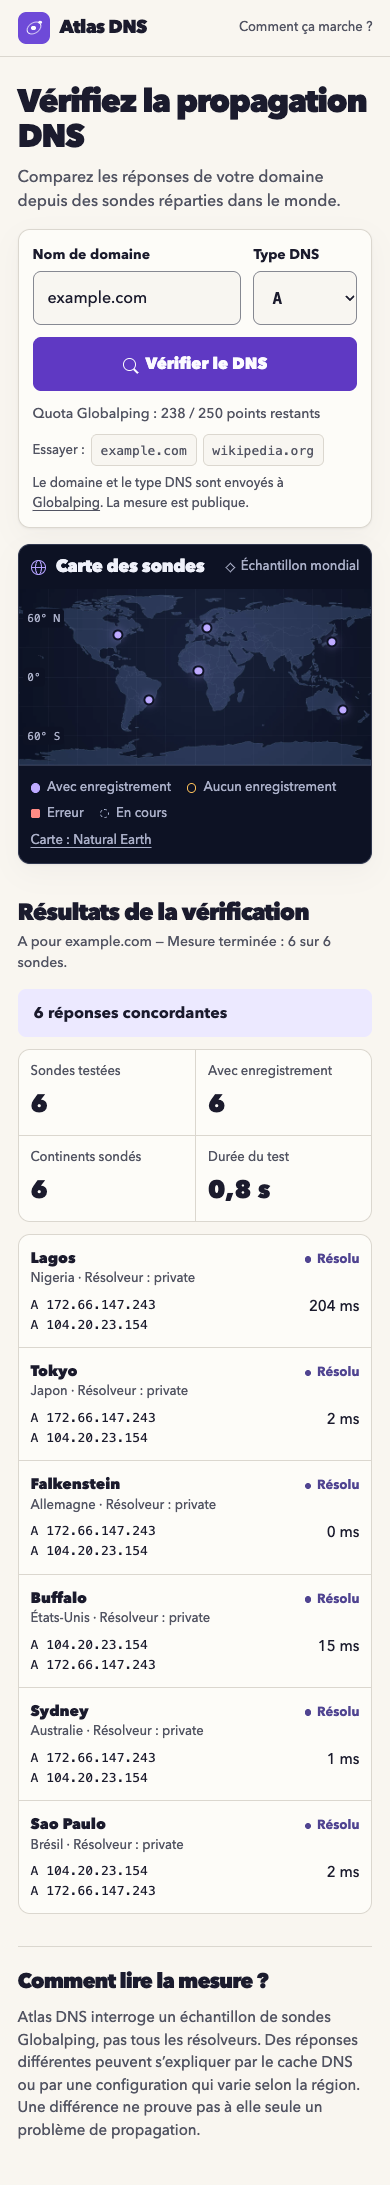 Atlas DNS
Comment ça marche ?
Vérifiez la propagation
DNS
Comparez les réponses de votre domaine
depuis des sondes réparties dans le monde.
Nom de domaine
Type DNS
example.com
A
Vérifier le DNS
Quota Globalping : 238 / 250 points restants
Essayer :
example.com
wikipedia.org
Le domaine et le type DNS sont envoyés à
Globalping. La mesure est publique.
Carte des sondes
Échantillon mondial
60° N
0°
60° S
Avec enregistrement
Aucun enregistrement
Erreur
En cours
Carte : Natural Earth
Résultats de la vérification
A pour example.com — Mesure terminée : 6 sur 6
sondes.
6 réponses concordantes
Sondes testées
6
Avec enregistrement
6
Continents sondés
6
Durée du test
0,8 s
Lagos
Résolu
Nigeria · Résolveur : private
A 172.66.147.243
204 ms
A 104.20.23.154
Tokyo
Résolu
Japon · Résolveur : private
A 172.66.147.243
2 ms
A 104.20.23.154
Falkenstein
Résolu
Allemagne · Résolveur : private
A 172.66.147.243
0 ms
A 104.20.23.154
Buffalo
Résolu
États-Unis · Résolveur : private
A 104.20.23.154
15 ms
A 172.66.147.243
Sydney
Résolu
Australie · Résolveur : private
A 172.66.147.243
1 ms
A 104.20.23.154
Sao Paulo
Résolu
Brésil · Résolveur : private
A 104.20.23.154
2 ms
A 172.66.147.243
Comment lire la mesure ?
Atlas DNS interroge un échantillon de sondes
Globalping, pas tous les résolveurs. Des réponses
différentes peuvent s’expliquer par le cache DNS
ou par une configuration qui varie selon la région.
Une différence ne prouve pas à elle seule un
problème de propagation.